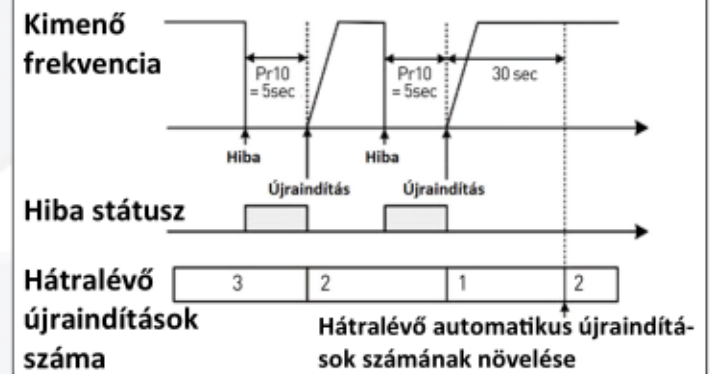 Kimenő
frekvencia
Pr10
= 5sec
Pr10
= 5sec
30 sec
Hiba
Hiba
Újraindítás
Újraindítás
Hiba státusz
Hátralévő
újraindítások
száma
3
2
1
2
Hátralévő automatikus újraindítá-
sok számának növelése